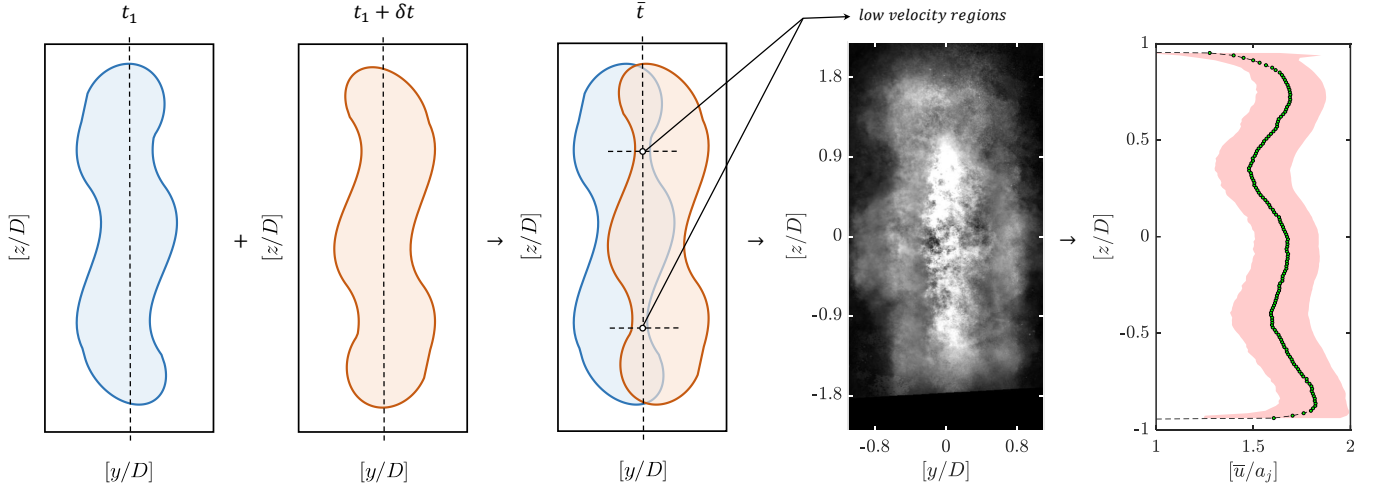 t₁
t₁ + δt
t̄
low velocity regions
[z/D]
[y/D]
+
[z/D]
[y/D]
→
[z/D]
[y/D]
→
1.8
0.9
0
-0.9
-1.8
[z/D]
-0.8
0
0.8
[y/D]
→
1
0.5
0
-0.5
-1
[z/D]
1
1.5
2
[u̅/aⱼ]